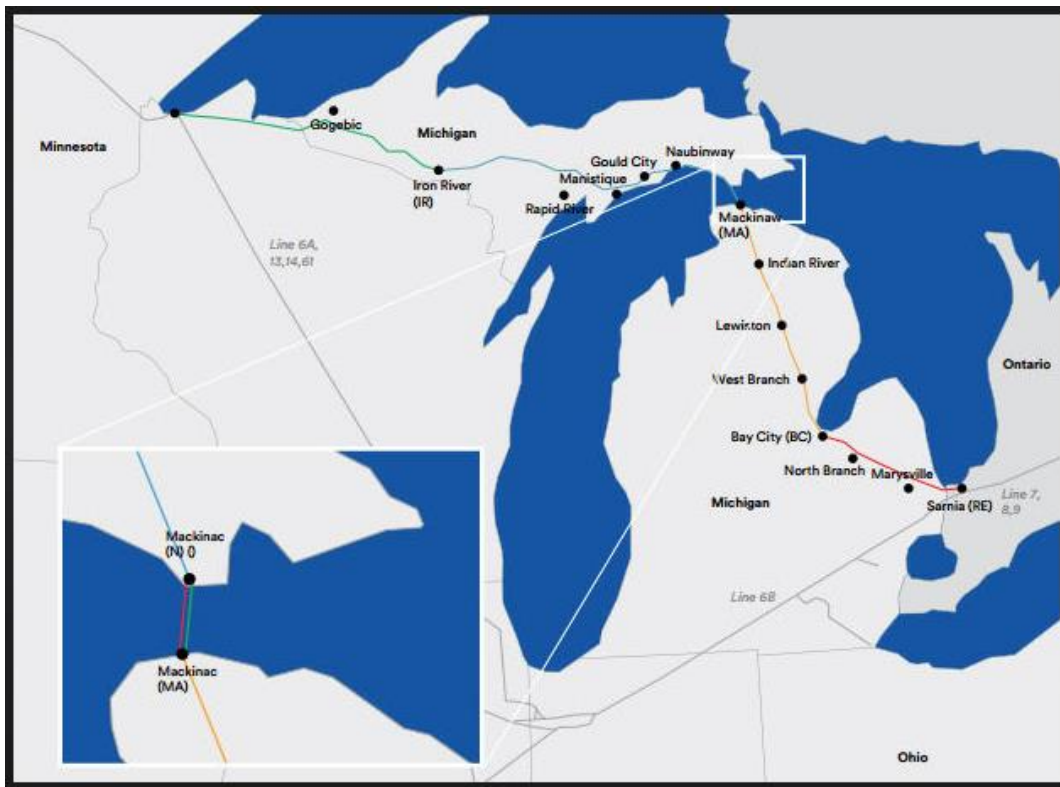 Minnesota
Gogebic
Michigan
Iron River
(IR)
Naubinway
Gould City
Manistique
Rapid River
Mackinaw
(MA)
Line 6A,
13,14,61
Indian River
Lewiston
West Branch
Ontario
Bay City (BC)
North Branch
Marysville
Sarnia (RE)
Line 7,
8,9
Michigan
Line 6B
Ohio
Mackinac
(N) ()
Mackinac
(MA)